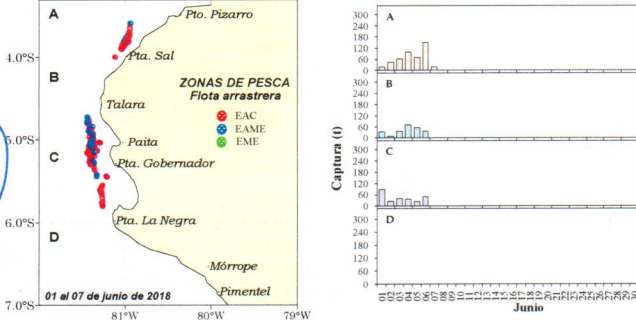 A
Pto. Pizarro
4.0°S
Pta. Sal
B
ZONAS DE PESCA
Flota arrastrera
Talara
EAC
EAME
EME
5.0°S
Paita
C
Pta. Gobernador
6.0°S
Pta. La Negra
D
Mórrope
01 al 07 de junio de 2018
Pimentel
7.0°S
81°W
80°W
79°W
Captura (t)
A
300
240
180
120
60
0
B
300
240
180
120
60
0
C
300
240
180
120
60
0
D
300
240
180
120
60
0
01 02 03 04 05 06 07 08 09 10 11 12 13 14 15 16 17 18 19 20 21 22 23 24 25 26 27 28 29 30
Junio